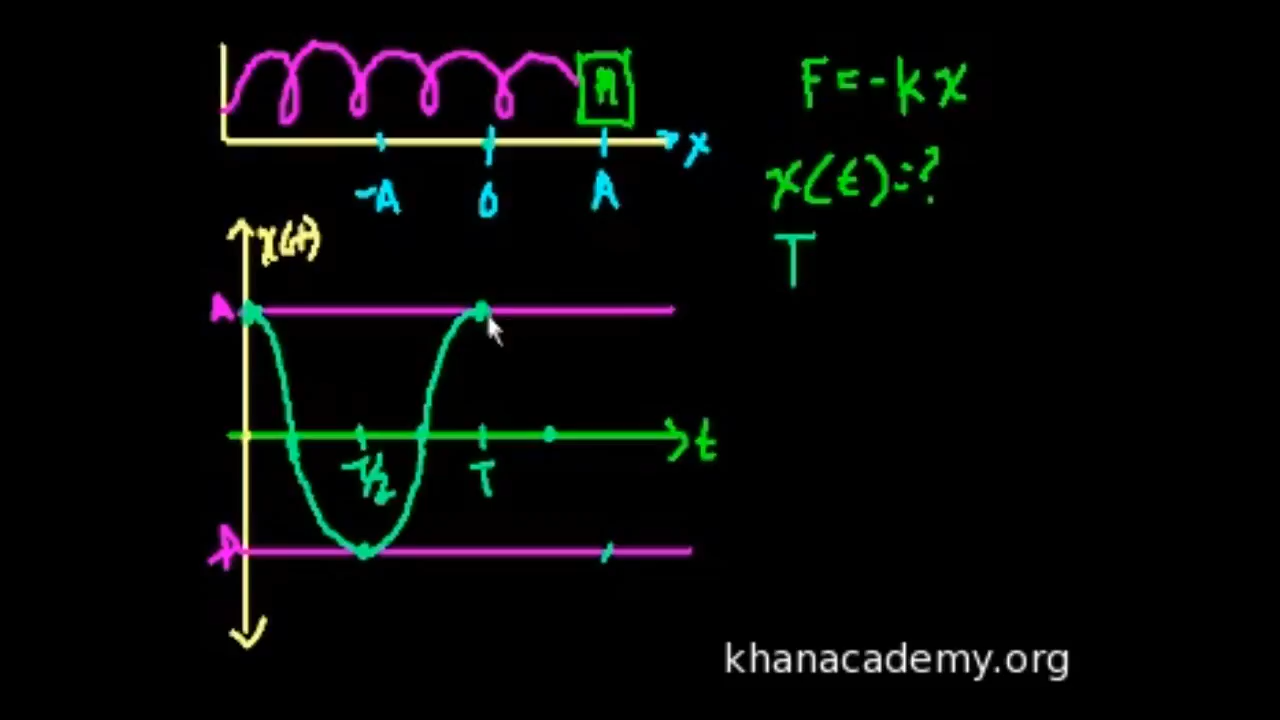 M
F = -kx
x
-A 0 A
x(t) = ?
x(t)
T
A
t
T/2 T
-A
khanacademy.org